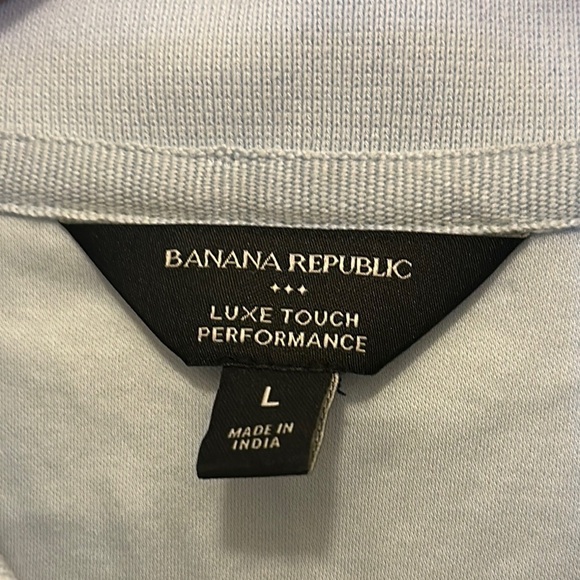 BANANA REPUBLIC
LUXE TOUCH
PERFORMANCE
L
MADE IN
INDIA